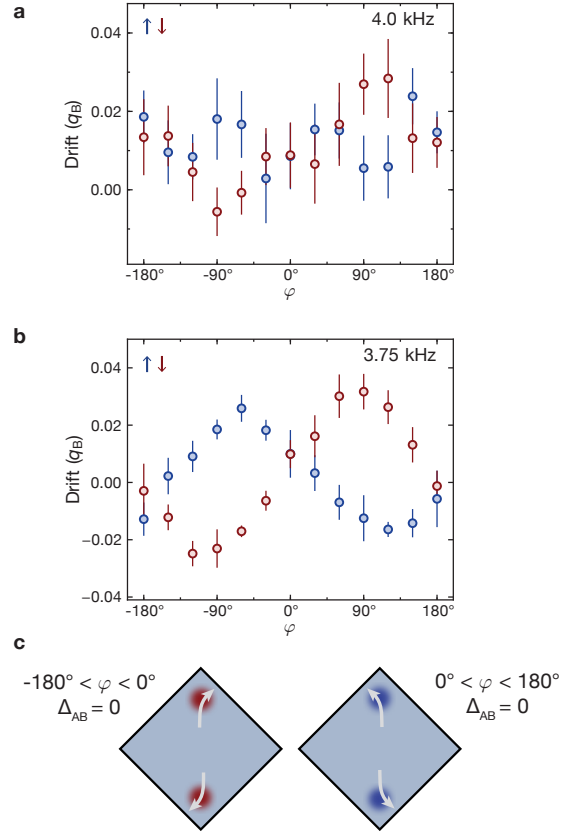 a
↑ ↓
4.0 kHz
0.04
0.02
0.00
Drift (qB)
-180° -90° 0° 90° 180°
φ
b
↑ ↓
3.75 kHz
0.04
0.02
0.00
−0.02
−0.04
Drift (qB)
-180° -90° 0° 90° 180°
φ
c
-180° < φ < 0°
ΔAB = 0
0° < φ < 180°
ΔAB = 0